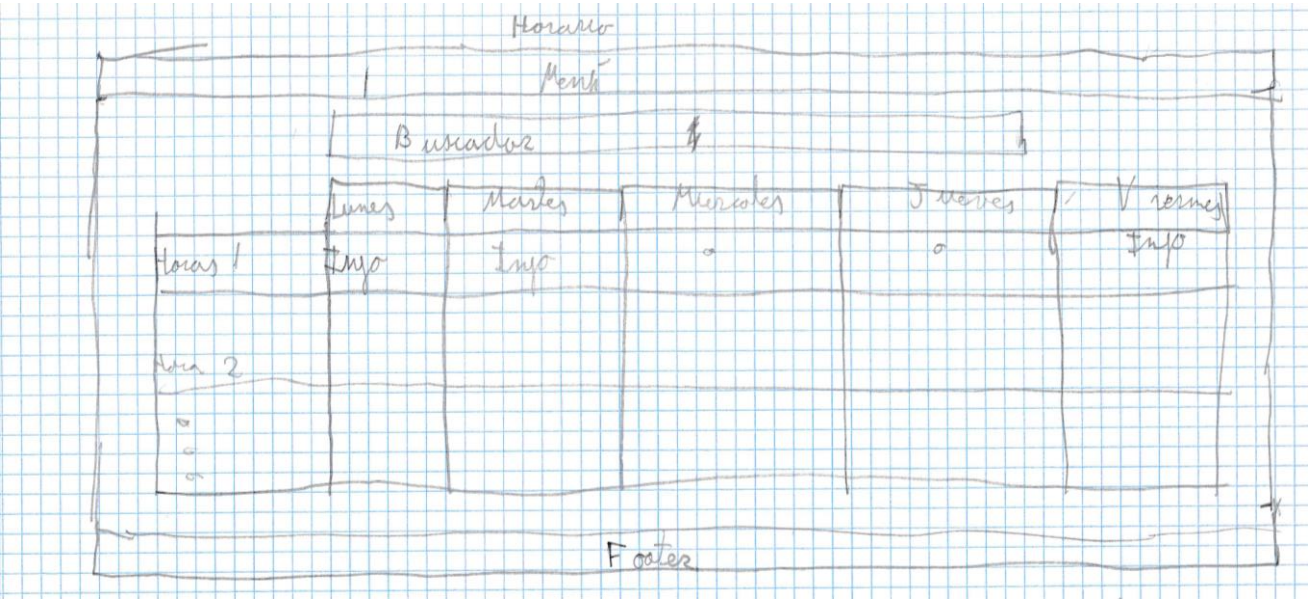 Horario
Menú
Buscador
Lunes Martes Miercoles Jueves Viernes
Horas 1 Info Info Info
Hora 2
Footer